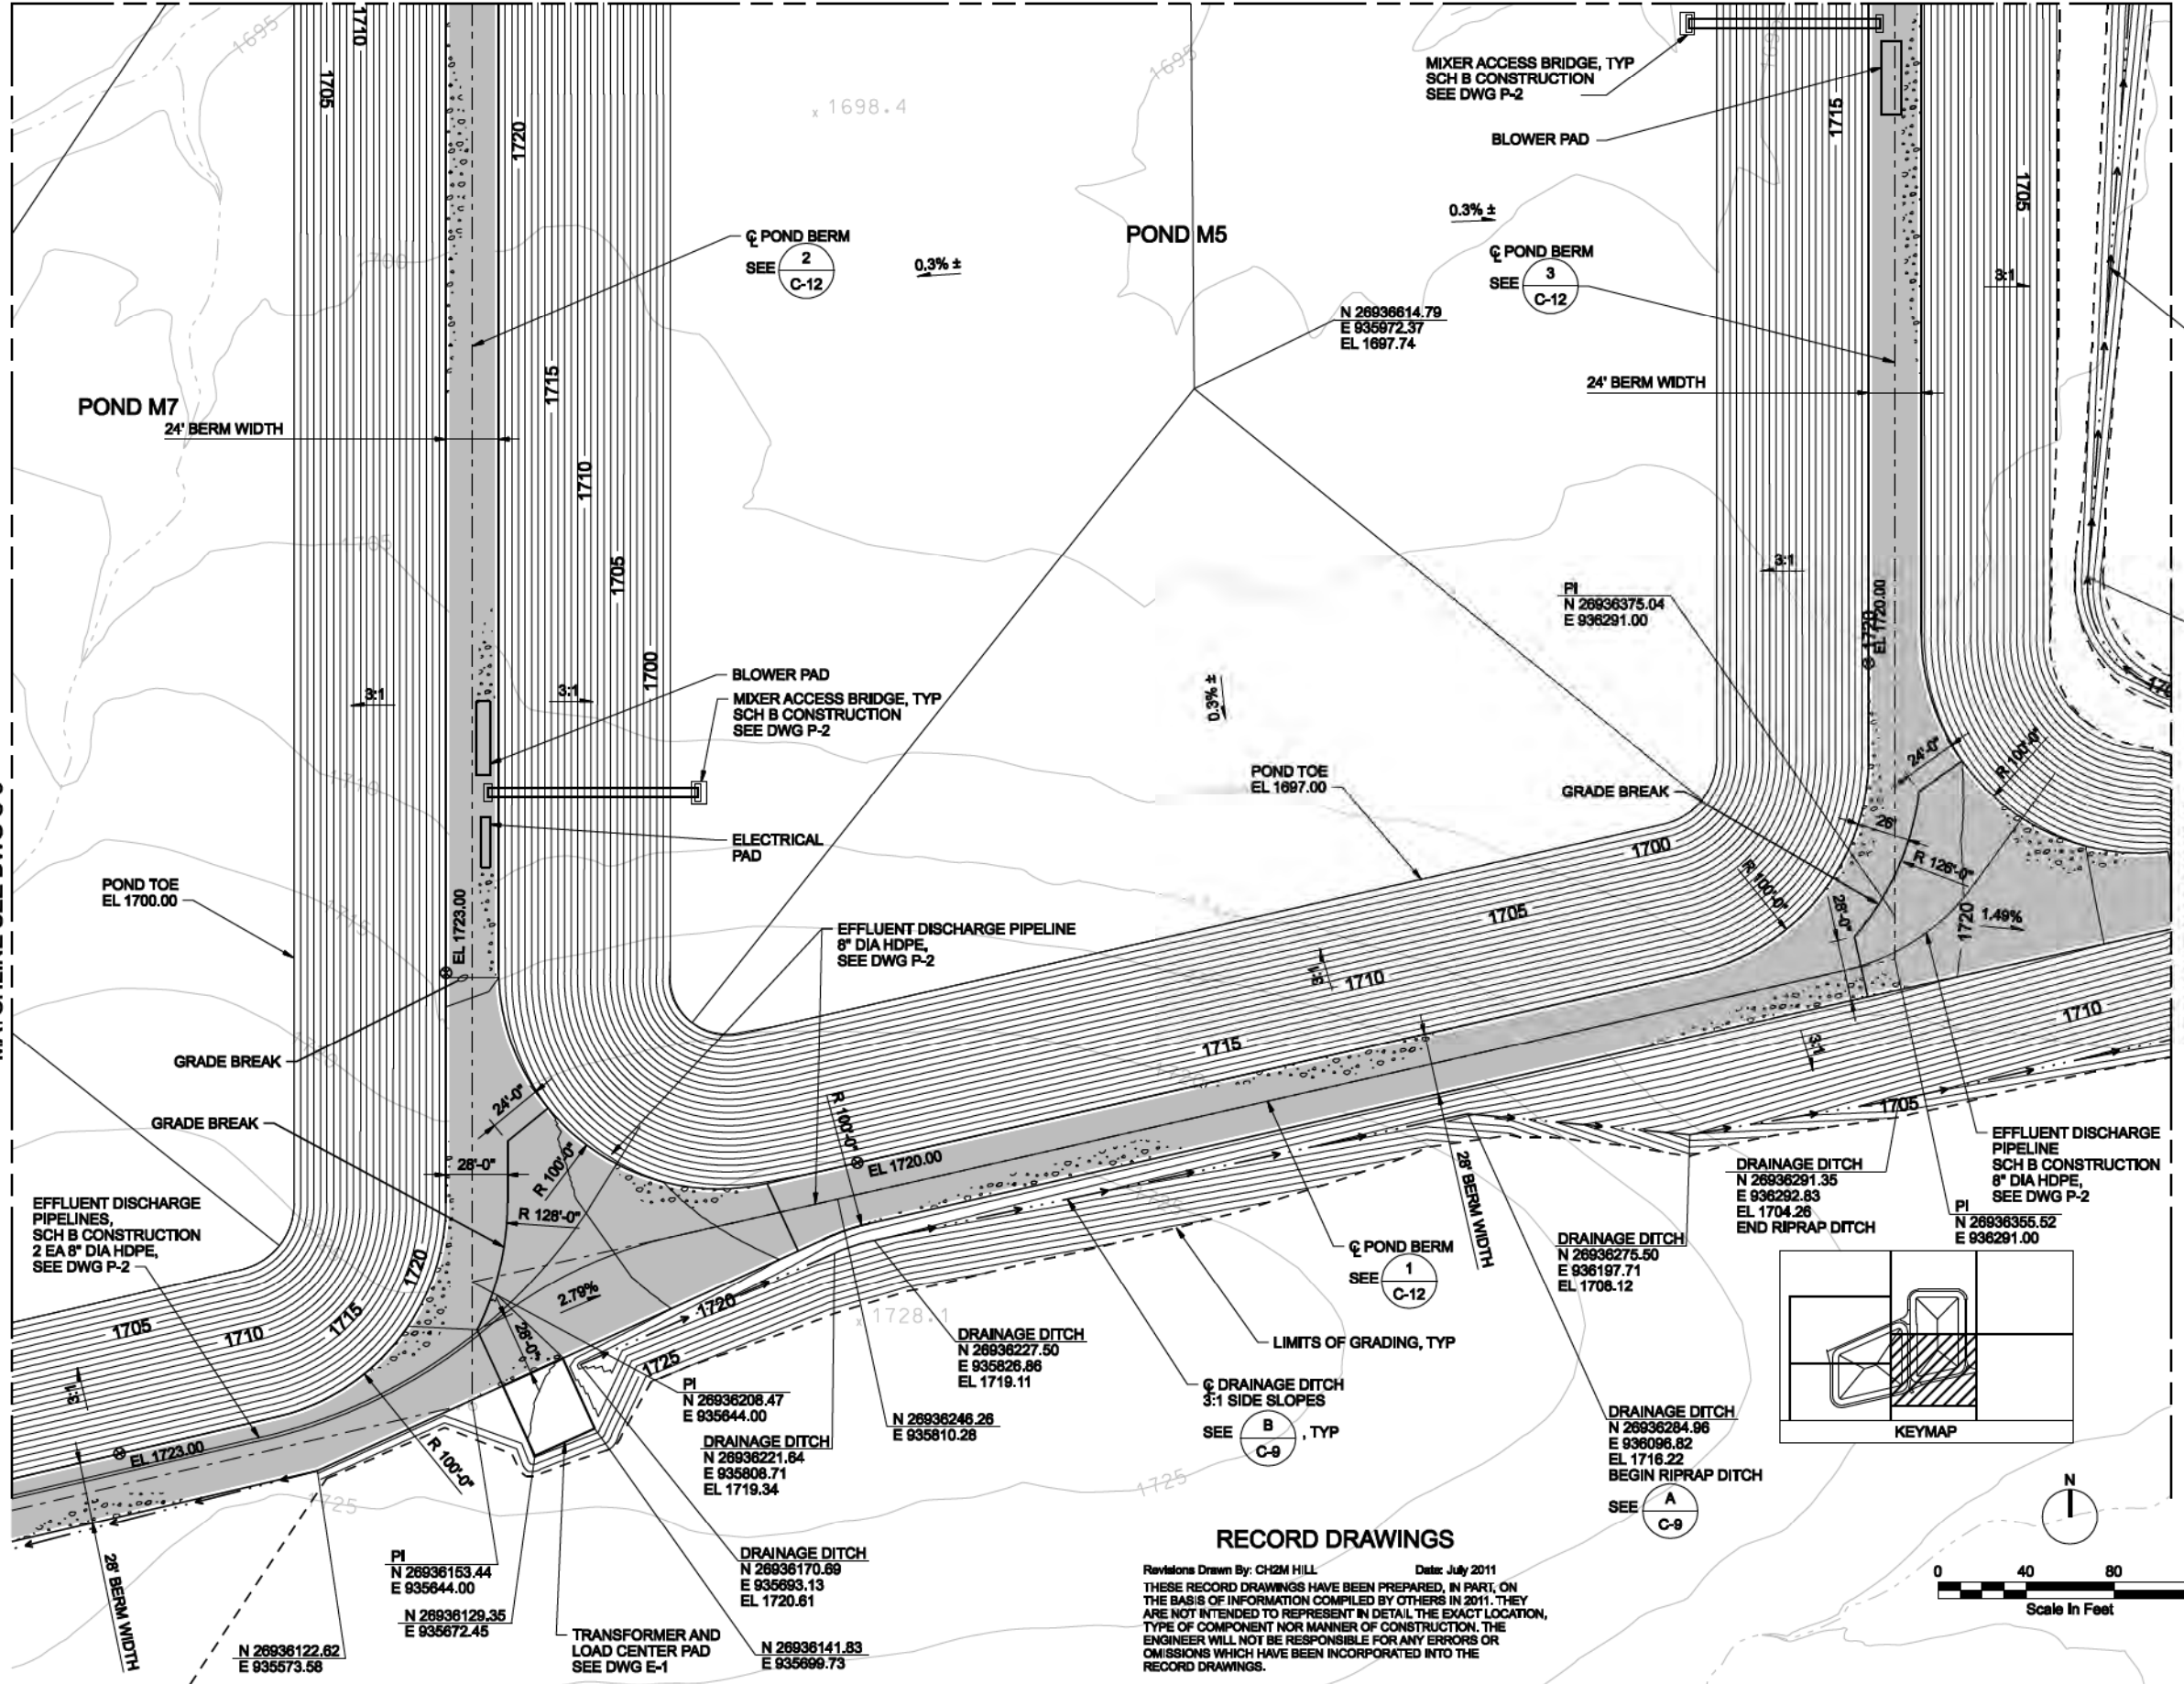 1695
1710
1705
1720
1698.4
1695
MIXER ACCESS BRIDGE, TYP
SCH B CONSTRUCTION
SEE DWG P-2
BLOWER PAD
1715
1705
1700
℄ POND BERM
SEE 2
C-12
0.3% ±
POND M5
0.3% ±
℄ POND BERM
SEE 3
C-12
3:1
N 26936614.79
E 935972.37
EL 1697.74
POND M7
24' BERM WIDTH
1715
1710
24' BERM WIDTH
1705
1705
3:1
PI
N 26936375.04
E 936291.00
1720
EL 1720.00
1700
3:1
3:1
BLOWER PAD
MIXER ACCESS BRIDGE, TYP
SCH B CONSTRUCTION
SEE DWG P-2
0.3% ±
1710
POND TOE
EL 1697.00
GRADE BREAK
24'-0"
R 100'-0"
ELECTRICAL
PAD
26'
R 126'-0"
1700
R 100'-0"
28'-0"
1720
1.49%
POND TOE
EL 1700.00
1715
EL 1723.00
1705
EFFLUENT DISCHARGE PIPELINE
8" DIA HDPE,
SEE DWG P-2
3:1
1710
1710
GRADE BREAK
1715
3:1
24'-0"
GRADE BREAK
R 100'-0"
EL 1720.00
1705
28'-0"
R 100'-0"
R 128'-0"
28' BERM WIDTH
EFFLUENT DISCHARGE
PIPELINES,
SCH B CONSTRUCTION
2 EA 8" DIA HDPE,
SEE DWG P-2
1720
2.79%
EFFLUENT DISCHARGE
PIPELINE
SCH B CONSTRUCTION
8" DIA HDPE,
SEE DWG P-2
DRAINAGE DITCH
N 26936291.35
E 936292.83
EL 1704.26
END RIPRAP DITCH
PI
N 26936355.52
E 936291.00
℄ POND BERM
SEE 1
C-12
DRAINAGE DITCH
N 26936275.50
E 936197.71
EL 1708.12
1705
1710
1715
28'-0"
1720
1728.1
1725
3:1
DRAINAGE DITCH
N 26936227.50
E 935826.86
EL 1719.11
LIMITS OF GRADING, TYP
PI
N 26936208.47
E 935644.00
℄ DRAINAGE DITCH
3:1 SIDE SLOPES
SEE B , TYP
C-9
N 26936246.26
E 935810.28
DRAINAGE DITCH
N 26936221.64
E 935808.71
EL 1719.34
DRAINAGE DITCH
N 26936284.96
E 936096.82
EL 1716.22
BEGIN RIPRAP DITCH
SEE A
C-9
KEYMAP
EL 1723.00
R 100'-0"
1725
1725
N
28' BERM WIDTH
PI
N 26936153.44
E 935644.00
N 26936129.35
E 935672.45
N 26936122.62
E 935573.58
DRAINAGE DITCH
N 26936170.69
E 935693.13
EL 1720.61
TRANSFORMER AND
LOAD CENTER PAD
SEE DWG E-1
N 26936141.83
E 935699.73
RECORD DRAWINGS
Revisions Drawn By: CH2M HILL Date: July 2011
THESE RECORD DRAWINGS HAVE BEEN PREPARED, IN PART, ON
THE BASIS OF INFORMATION COMPILED BY OTHERS IN 2011. THEY
ARE NOT INTENDED TO REPRESENT IN DETAIL THE EXACT LOCATION,
TYPE OF COMPONENT NOR MANNER OF CONSTRUCTION. THE
ENGINEER WILL NOT BE RESPONSIBLE FOR ANY ERRORS OR
OMISSIONS WHICH HAVE BEEN INCORPORATED INTO THE
RECORD DRAWINGS.
0 40 80
Scale In Feet